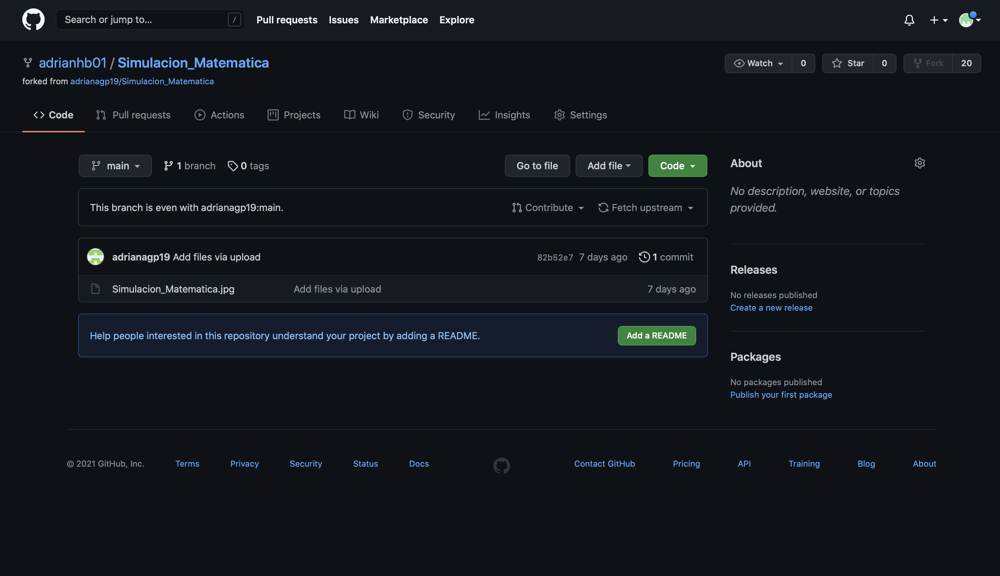 Search or jump to... /
Pull requests Issues Marketplace Explore
adrianhb01 / Simulacion_Matematica
Watch 0 Star 0 Fork 20
forked from adrianagp19/Simulacion_Matematica
Code Pull requests Actions Projects Wiki Security Insights Settings
main 1 branch 0 tags Go to file Add file Code
This branch is even with adrianagp19:main. Contribute Fetch upstream
adrianagp19 Add files via upload 82b52e7 7 days ago 1 commit
Simulacion_Matematica.jpg Add files via upload 7 days ago
Help people interested in this repository understand your project by adding a README. Add a README
About
No description, website, or topics
provided.
Releases
No releases published
Create a new release
Packages
No packages published
Publish your first package
© 2021 GitHub, Inc. Terms Privacy Security Status Docs Contact GitHub Pricing API Training Blog About